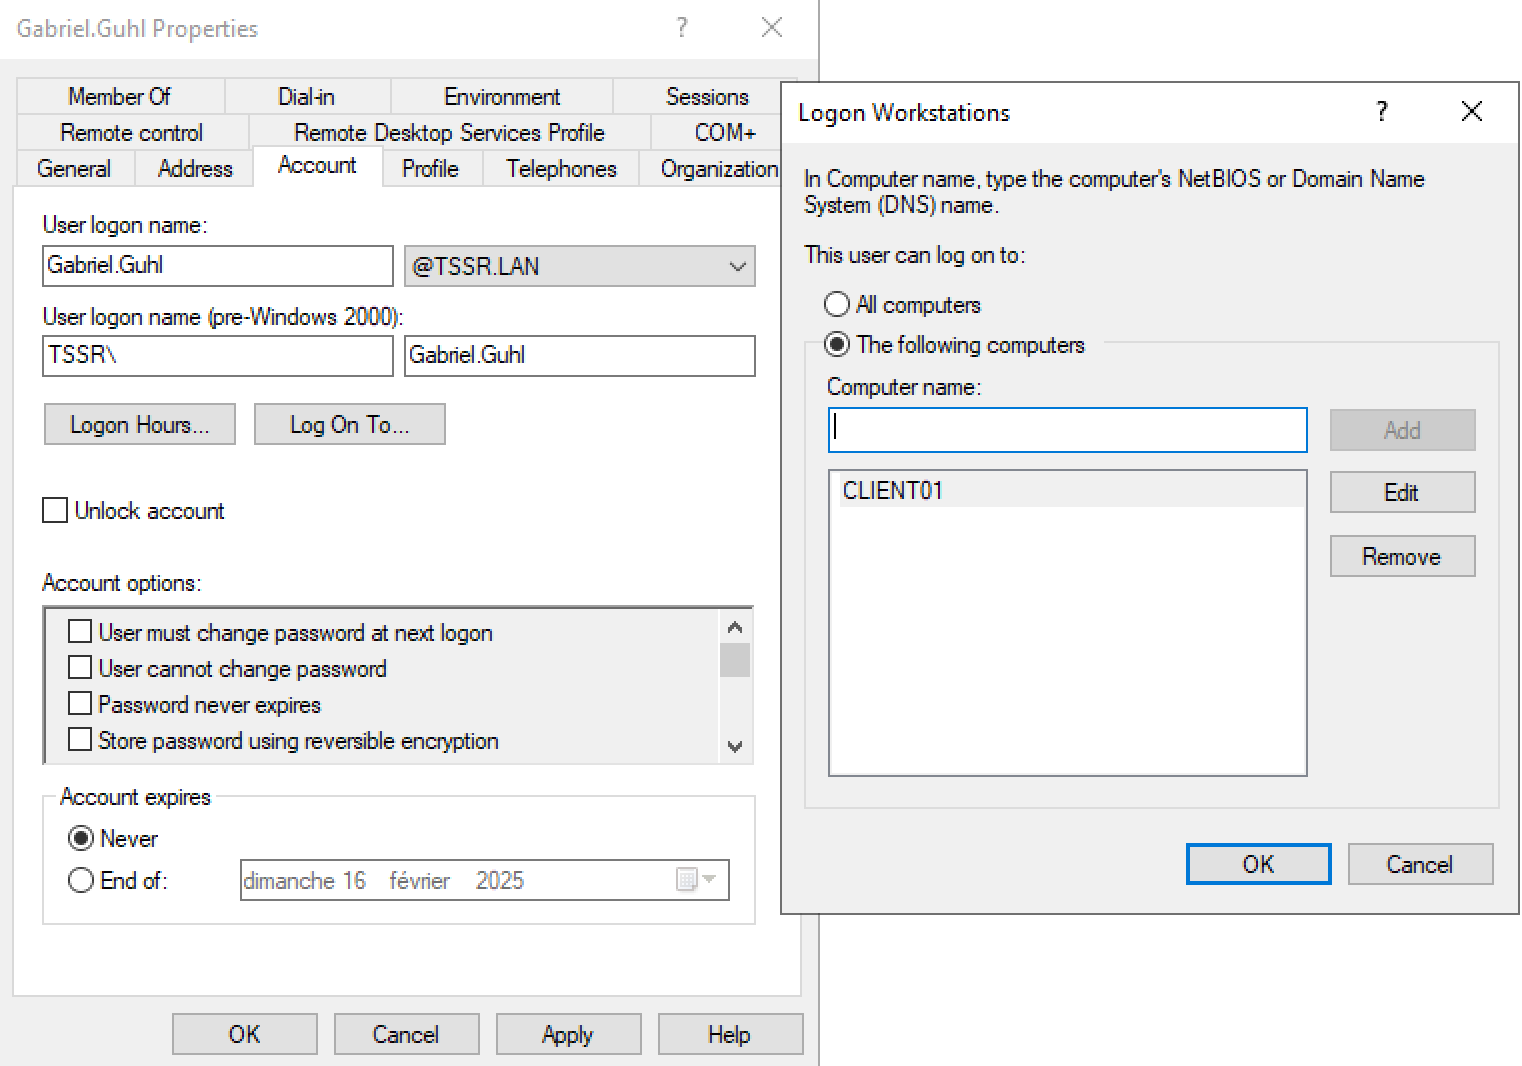 Gabriel.Guhl Properties
?
Member Of Dial-in Environment Sessions
Remote control Remote Desktop Services Profile COM+
General Address Account Profile Telephones Organization
User logon name:
Gabriel.Guhl @TSSR.LAN
User logon name (pre-Windows 2000):
TSSR\ Gabriel.Guhl
Logon Hours... Log On To...
Unlock account
Account options:
User must change password at next logon
User cannot change password
Password never expires
Store password using reversible encryption
Account expires
Never
End of: dimanche 16 février 2025
OK Cancel Apply Help
Logon Workstations
?
In Computer name, type the computer's NetBIOS or Domain Name
System (DNS) name.
This user can log on to:
All computers
The following computers
Computer name:
Add
CLIENT01
Edit
Remove
OK Cancel